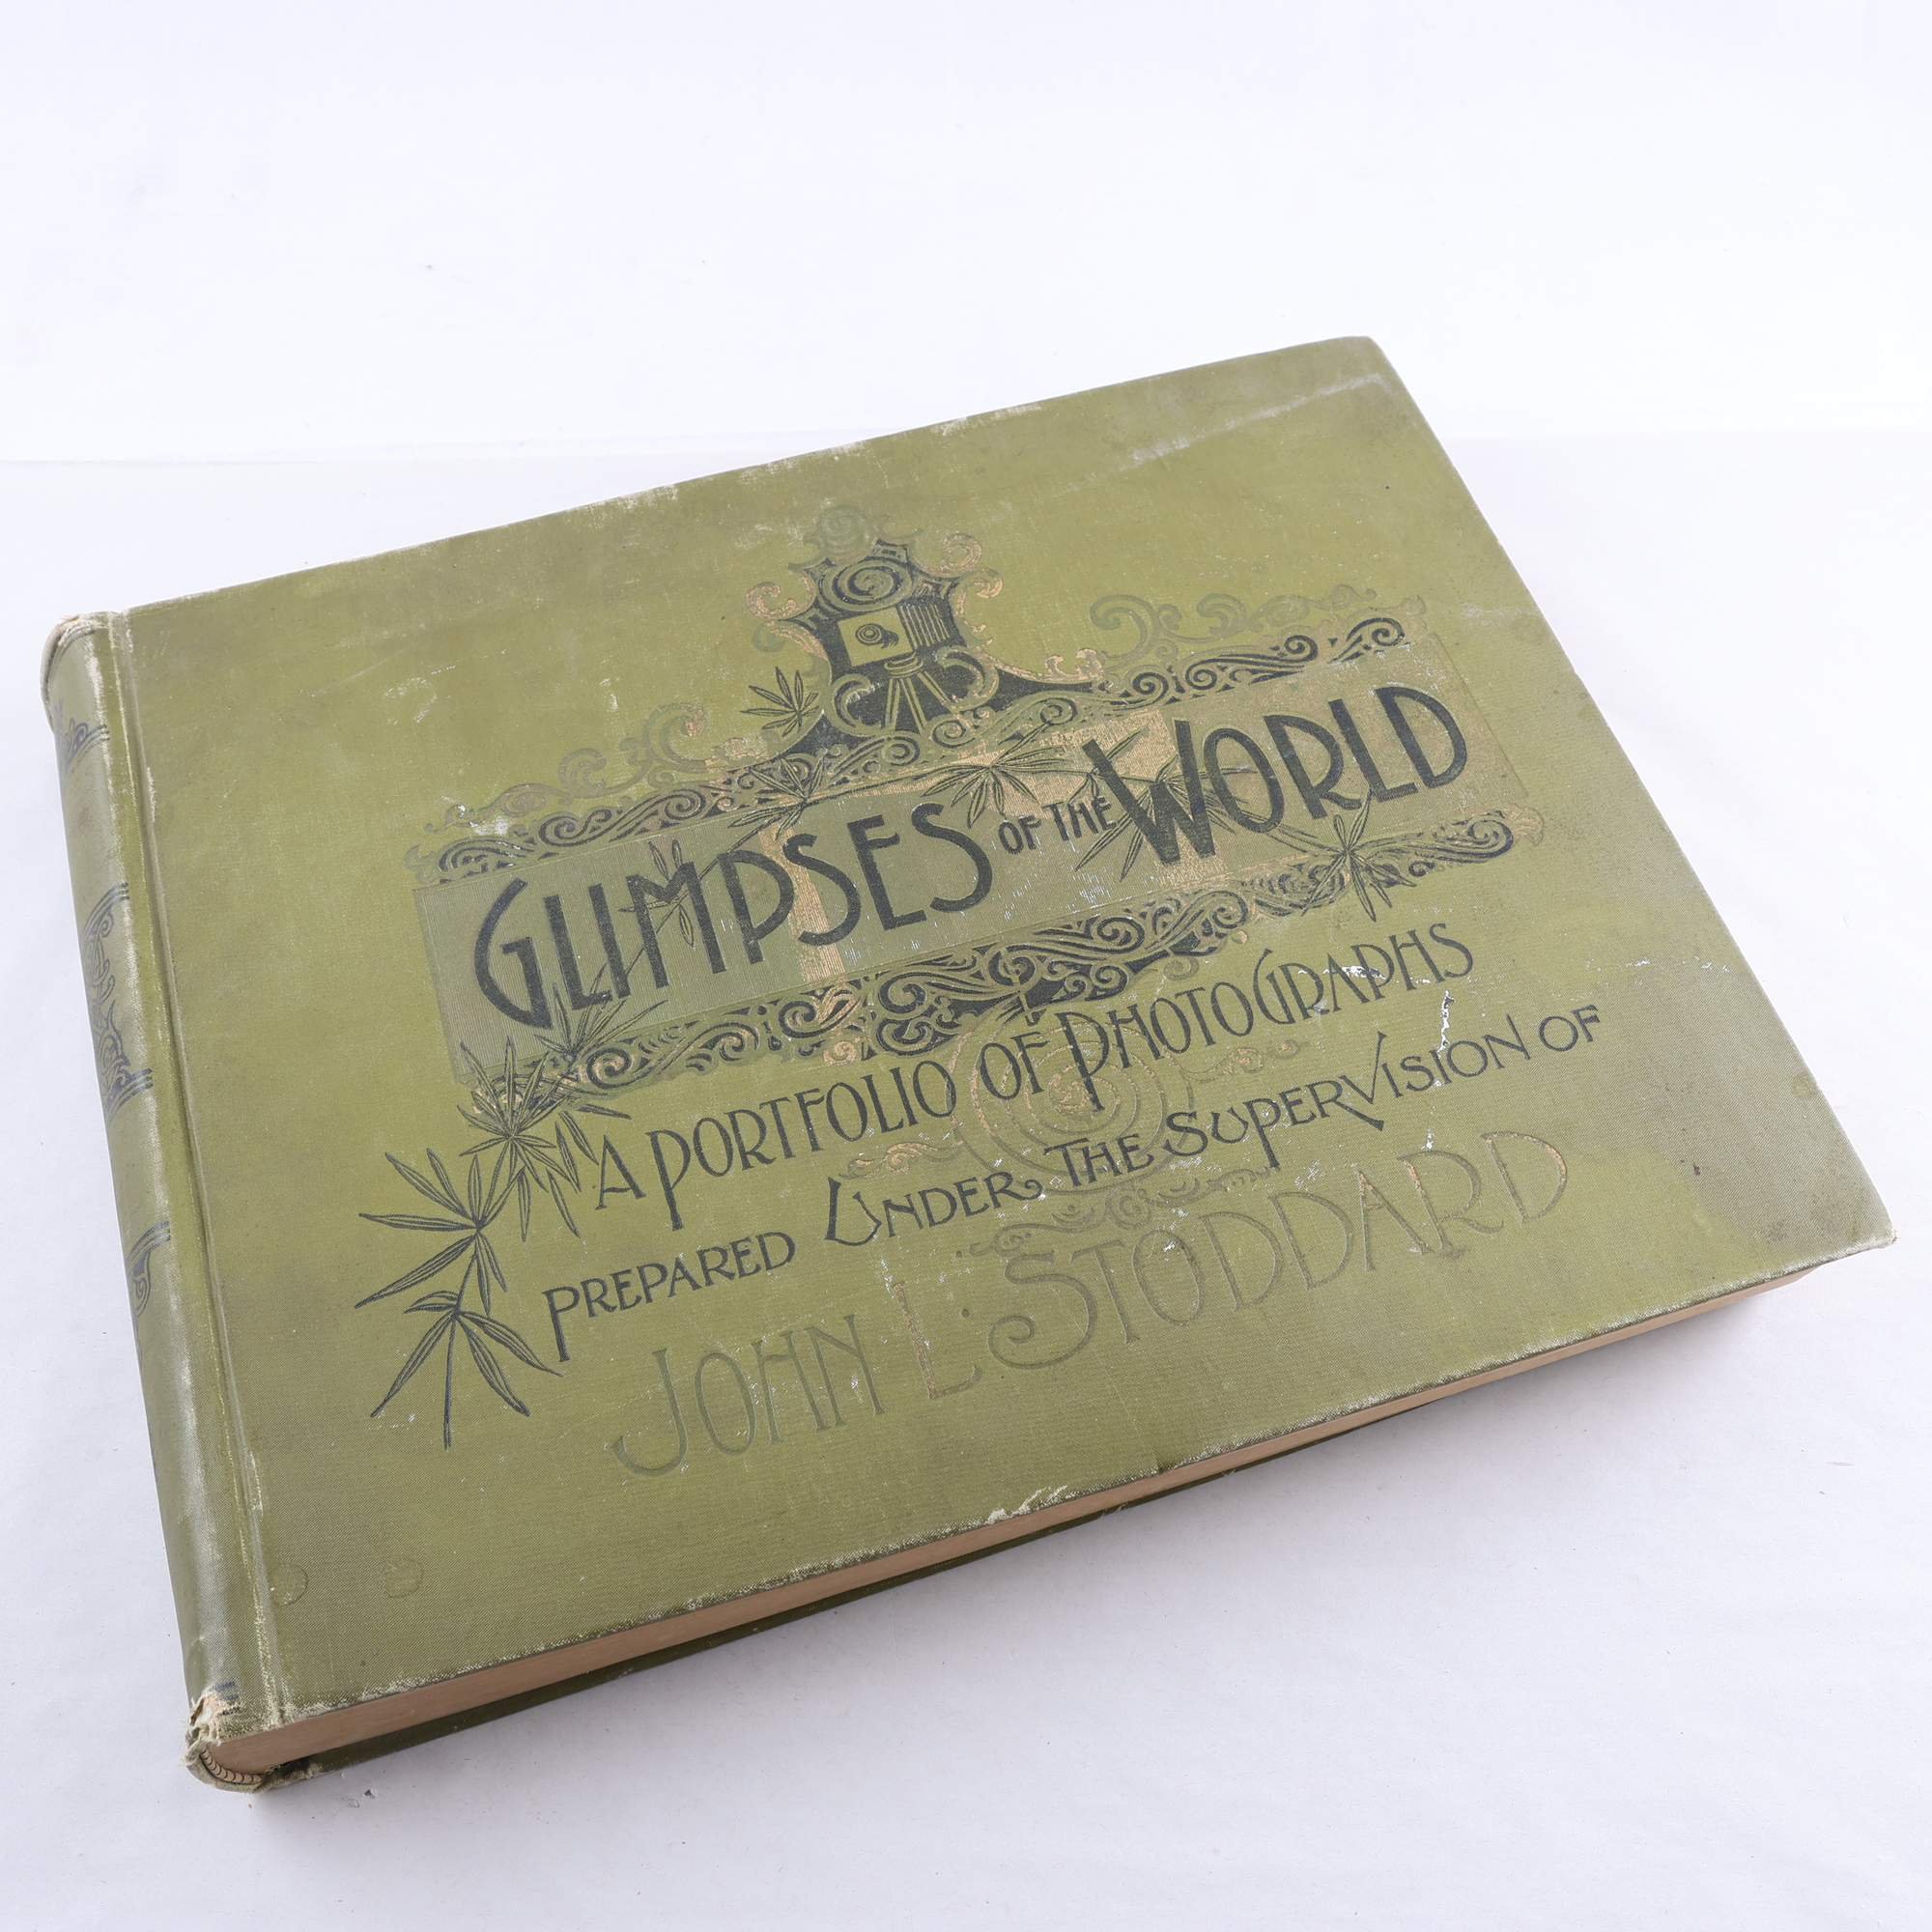 GLIMPSES OF THE WORLD
A PORTFOLIO OF PHOTOGRAPHS
PREPARED UNDER THE SUPERVISION OF
JOHN L. STODDARD